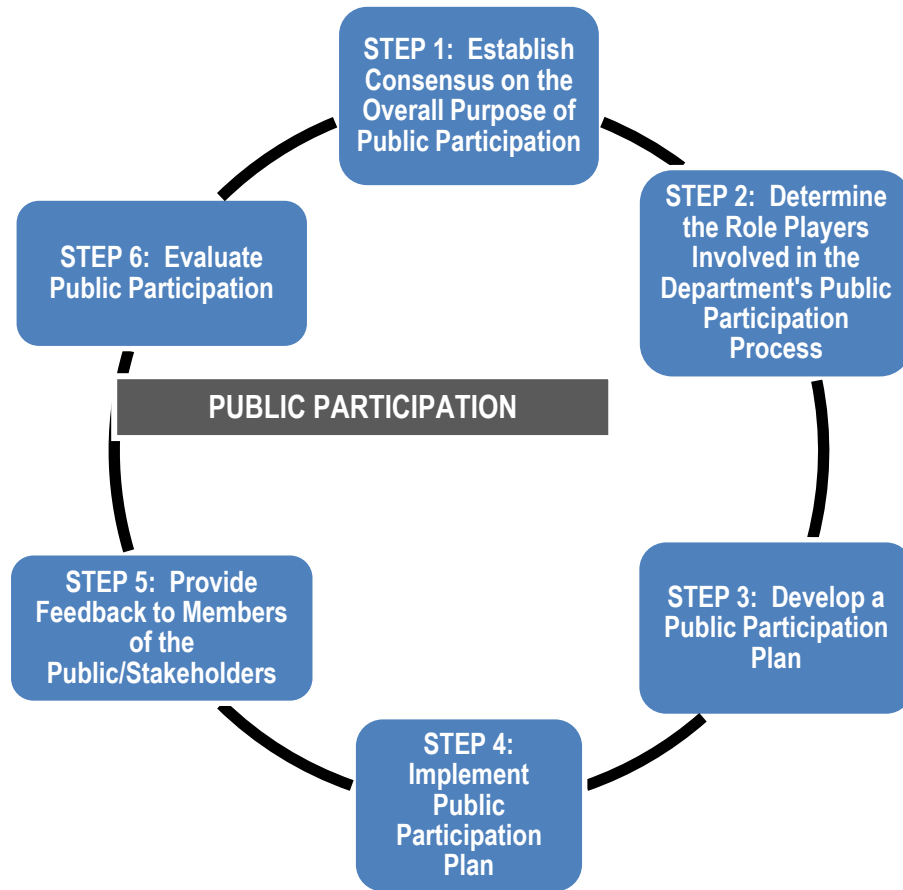 STEP 1:  Establish
Consensus on the
Overall Purpose of
Public Participation
STEP 2:  Determine
the Role Players
Involved in the
Department's Public
Participation
Process
STEP 3:  Develop a
Public Participation
Plan
STEP 4:
Implement
Public
Participation
Plan
STEP 5:  Provide
Feedback to Members
of the
Public/Stakeholders
STEP 6:  Evaluate
Public Participation
PUBLIC PARTICIPATION